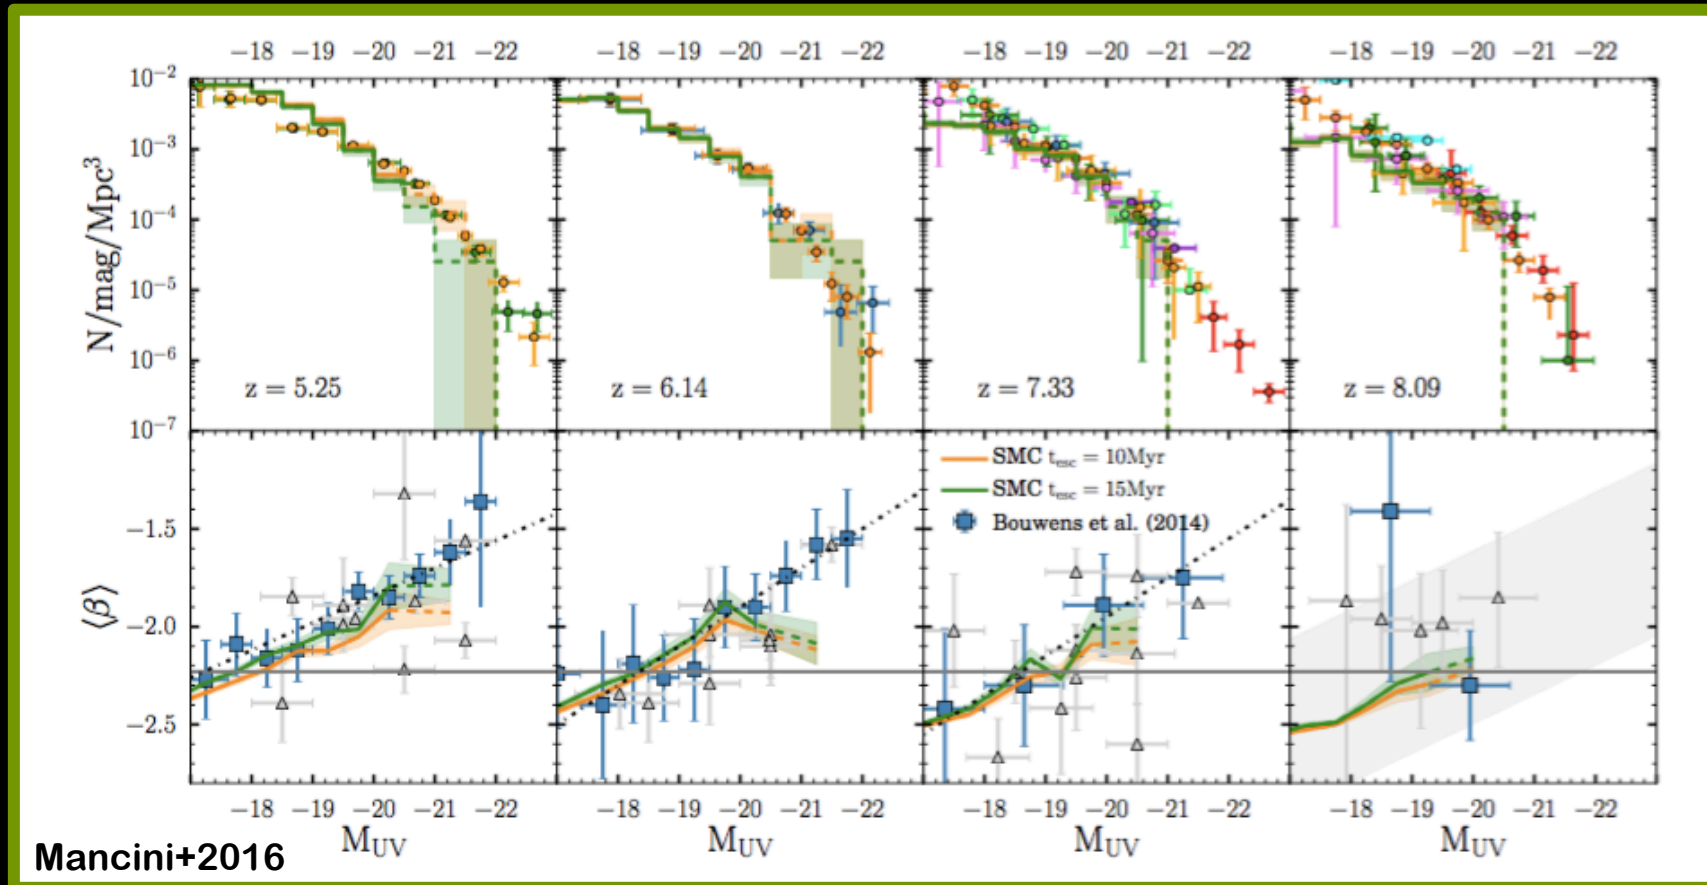 −18 −19 −20 −21 −22 −18 −19 −20 −21 −22 −18 −19 −20 −21 −22 −18 −19 −20 −21 −22
10⁻²
10⁻³
10⁻⁴
10⁻⁵
10⁻⁶
10⁻⁷
N/mag/Mpc³
z = 5.25
z = 6.14
z = 7.33
z = 8.09
−1.5
−2.0
−2.5
⟨β⟩
SMC t_esc = 10Myr
SMC t_esc = 15Myr
Bouwens et al. (2014)
−18 −19 −20 −21 −22 −18 −19 −20 −21 −22 −18 −19 −20 −21 −22 −18 −19 −20 −21 −22
M_UV M_UV M_UV M_UV
Mancini+2016